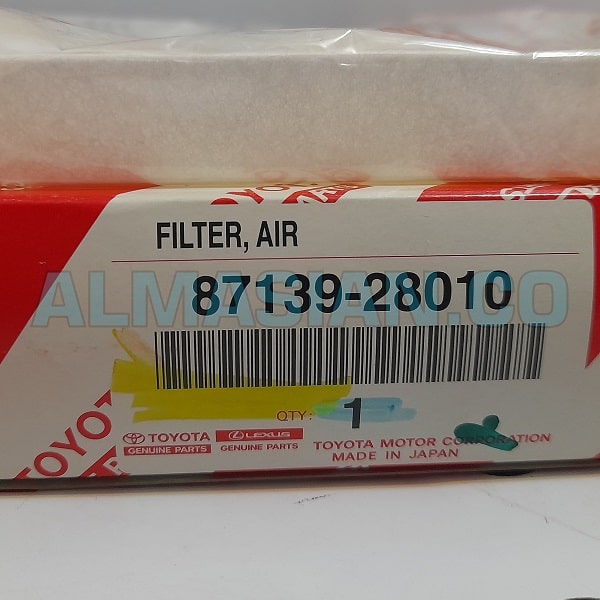 FILTER, AIR
87139-28010
ALMASIAN.CO
QTY: 1
TOYOTA LEXUS
GENUINE PARTS GENUINE PARTS
TOYOTA MOTOR CORPORATION
MADE IN JAPAN
TOYOT